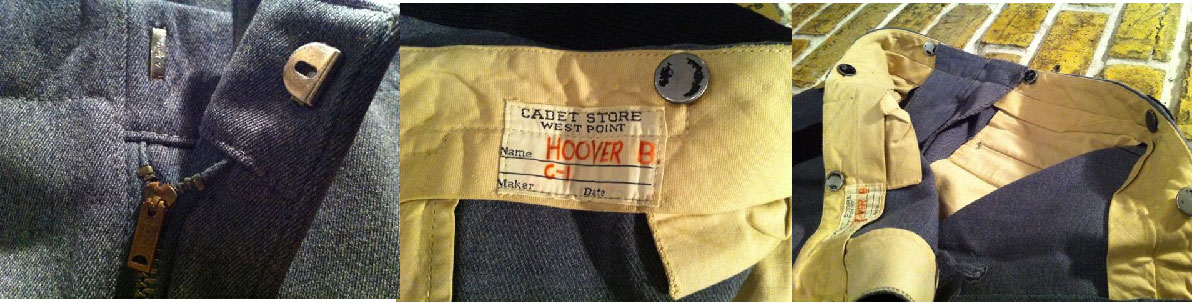 CADET STORE
WEST POINT
Name HOOVER B.
C-1
Maker Date